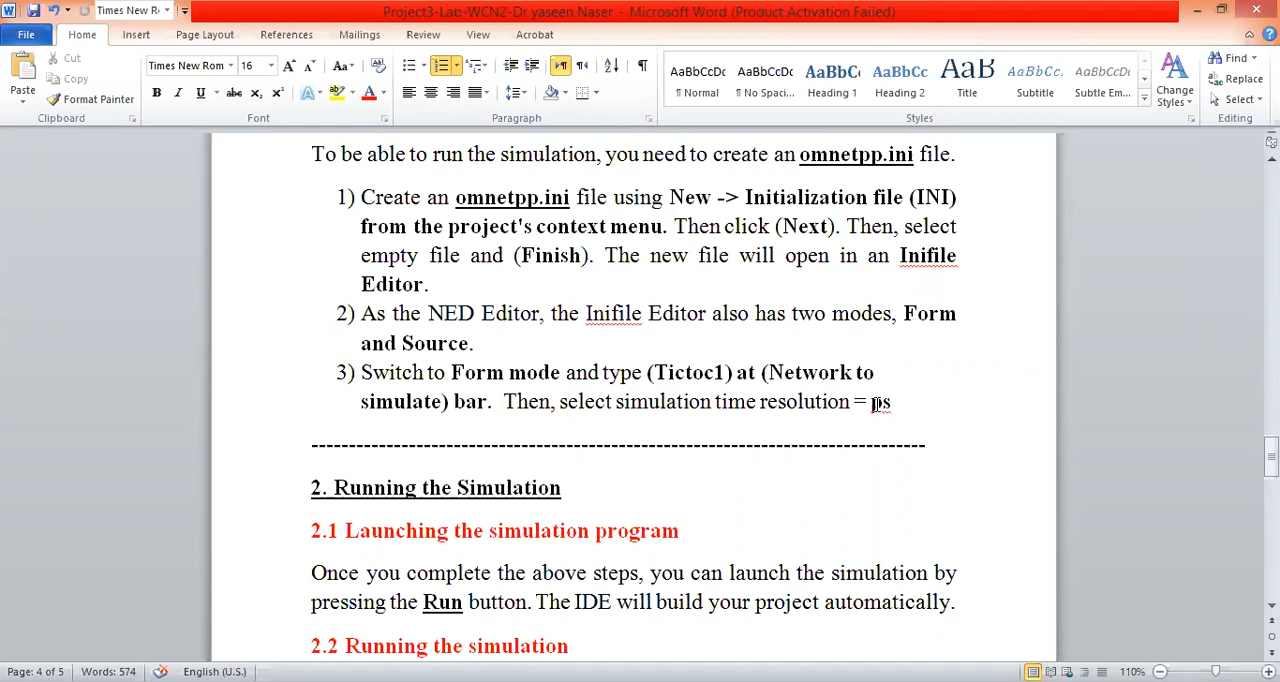 Project3-Lab-WCN2-Dr yaseen Naser - Microsoft Word (Product Activation Failed)
File Home Insert Page Layout References Mailings Review View Acrobat
Paste
Cut
Copy
Format Painter
Clipboard
Times New Rom 16
Font
Paragraph
AaBbCcDc AaBbCcDc AaBbC AaBbCc AaB AaBbCc. AaBbCcDc
¶ Normal ¶ No Spaci... Heading 1 Heading 2 Title Subtitle Subtle Em...
Change Styles
Styles
Find
Replace
Select
Editing
To be able to run the simulation, you need to create an omnetpp.ini file.
1) Create an omnetpp.ini file using New -> Initialization file (INI)
from the project's context menu. Then click (Next). Then, select
empty file and (Finish). The new file will open in an Inifile
Editor.
2) As the NED Editor, the Inifile Editor also has two modes, Form
and Source.
3) Switch to Form mode and type (Tictoc1) at (Network to
simulate) bar. Then, select simulation time resolution = ps
----------------------------------------------------------------------------------
2. Running the Simulation
2.1 Launching the simulation program
Once you complete the above steps, you can launch the simulation by
pressing the Run button. The IDE will build your project automatically.
2.2 Running the simulation
Page: 4 of 5 Words: 574 English (U.S.) 110%